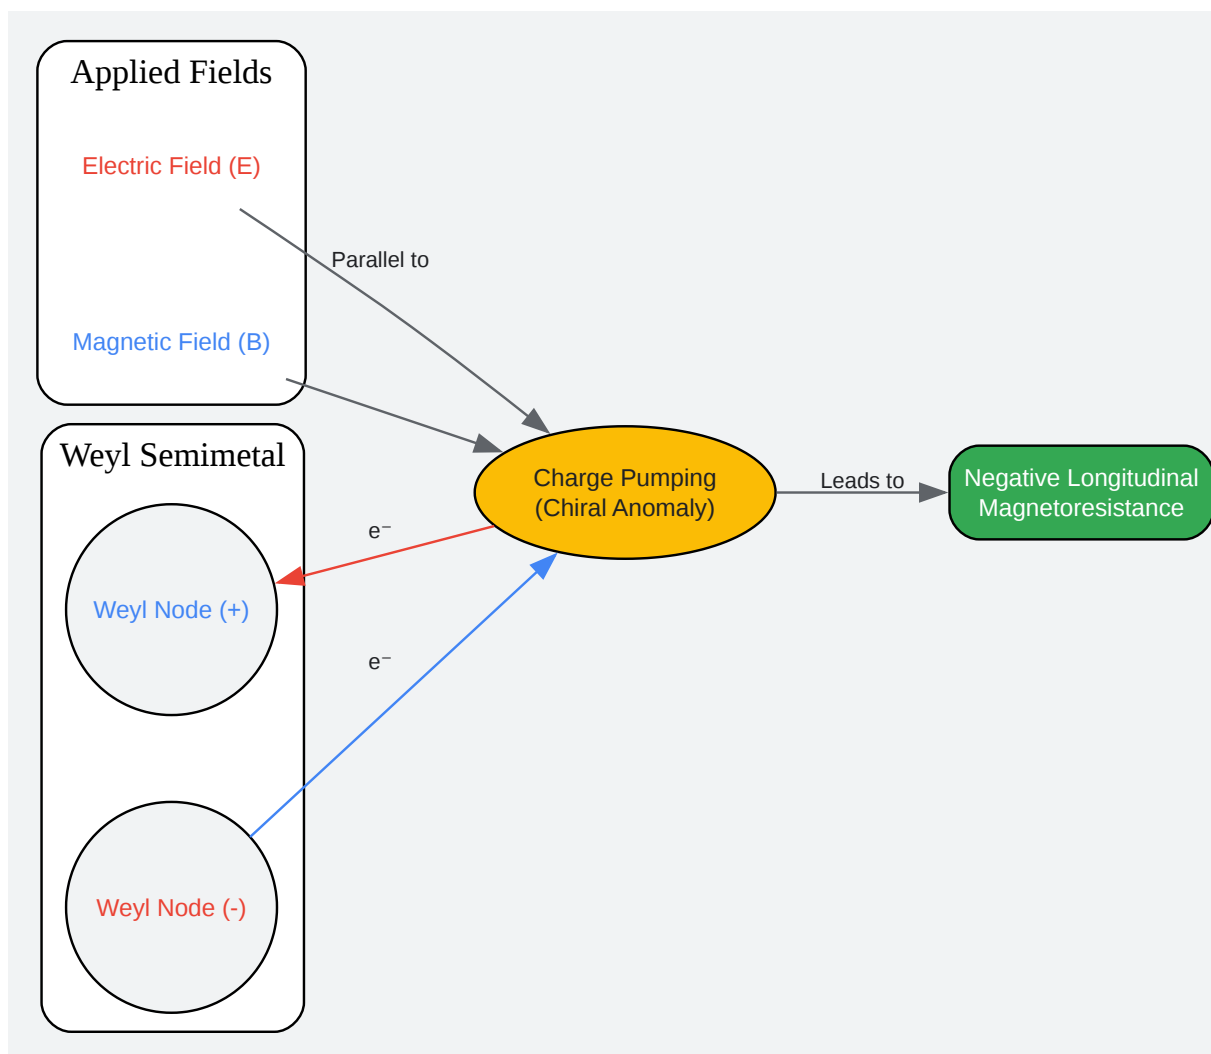 Applied Fields
Electric Field (E)
Parallel to
Magnetic Field (B)
Weyl Semimetal
Charge Pumping
(Chiral Anomaly)
Leads to
Negative Longitudinal
Magnetoresistance
e⁻
Weyl Node (+)
e⁻
Weyl Node (-)